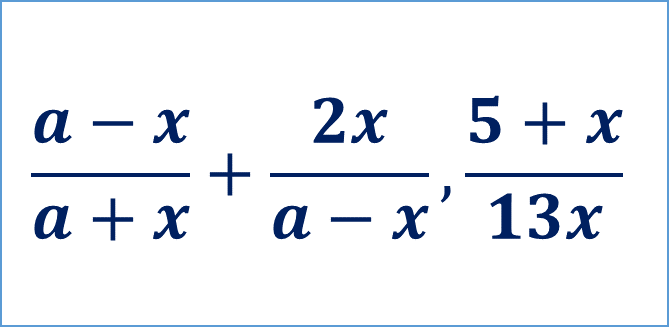 a − x / a + x + 2x / a − x , 5 + x / 13x